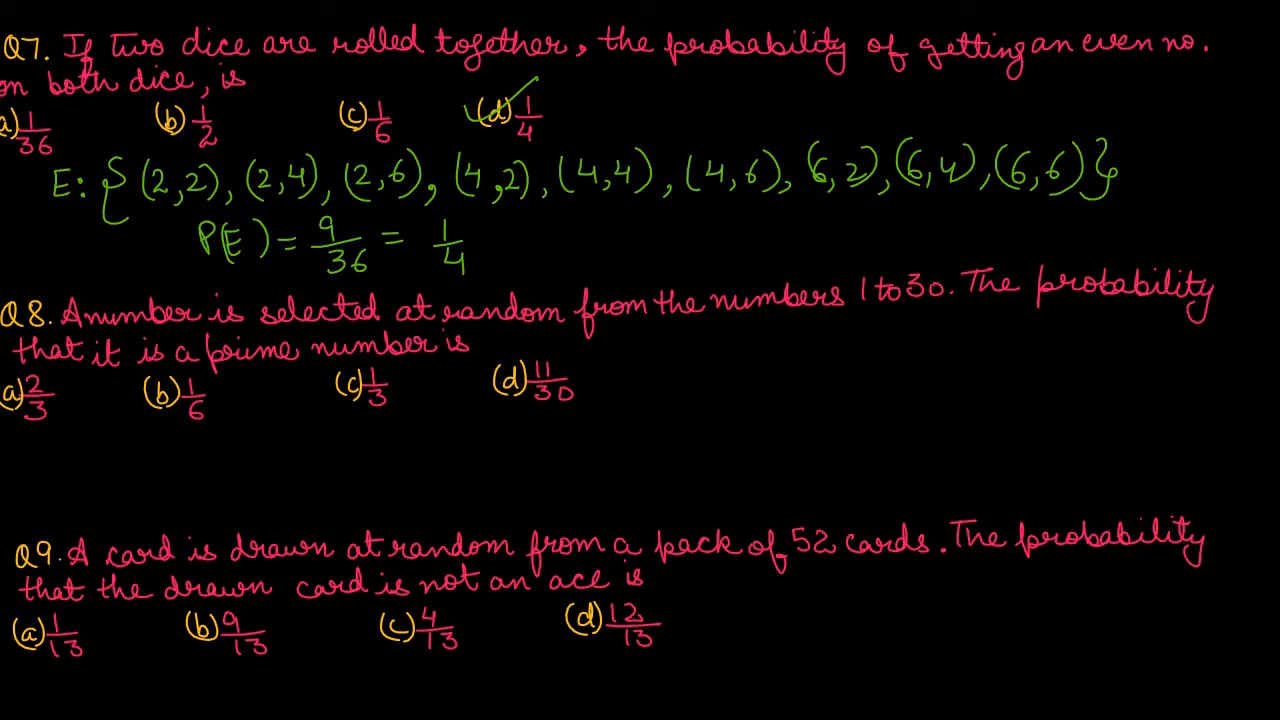 Q7. If two dice are rolled together, the probability of getting an even no.
on both dice, is
a) 1/36 (b) 1/2 (c) 1/6 (d) 1/4
E: { (2,2), (2,4), (2,6), (4,2), (4,4), (4,6), (6,2), (6,4), (6,6) }
P(E) = 9/36 = 1/4
Q8. A number is selected at random from the numbers 1 to 30. The probability
that it is a prime number is
a) 2/3 (b) 1/6 (c) 1/3 (d) 11/30
Q9. A card is drawn at random from a pack of 52 cards. The probability
that the drawn card is not an ace is
(a) 1/13 (b) 9/13 (c) 4/13 (d) 12/13